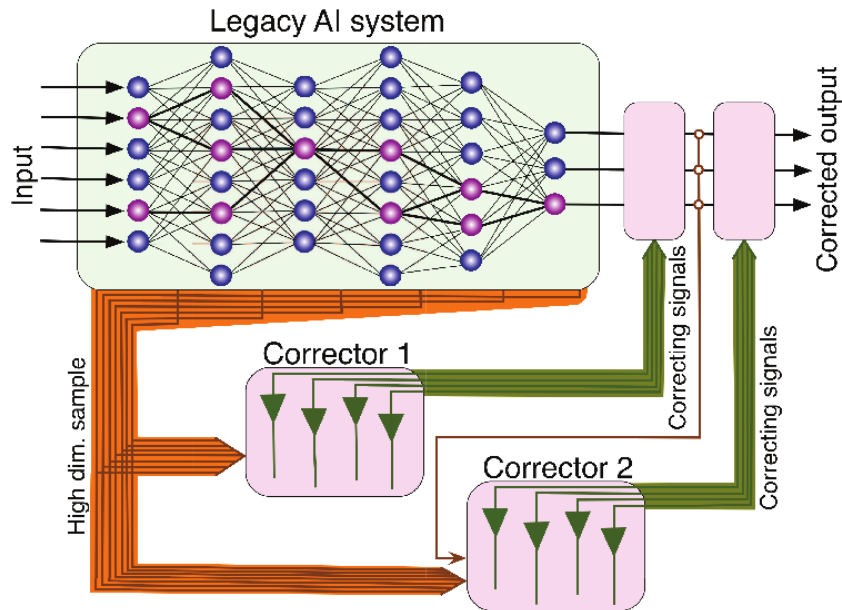 Legacy AI system
Input
Corrected output
High dim. sample
Corrector 1
Correcting signals
Corrector 2
Correcting signals